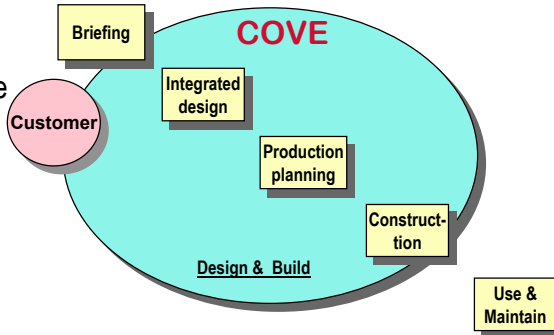 Briefing
COVE
e
Integrated
design
Customer
Production
planning
Construct-
tion
Design & Build
Use &
Maintain